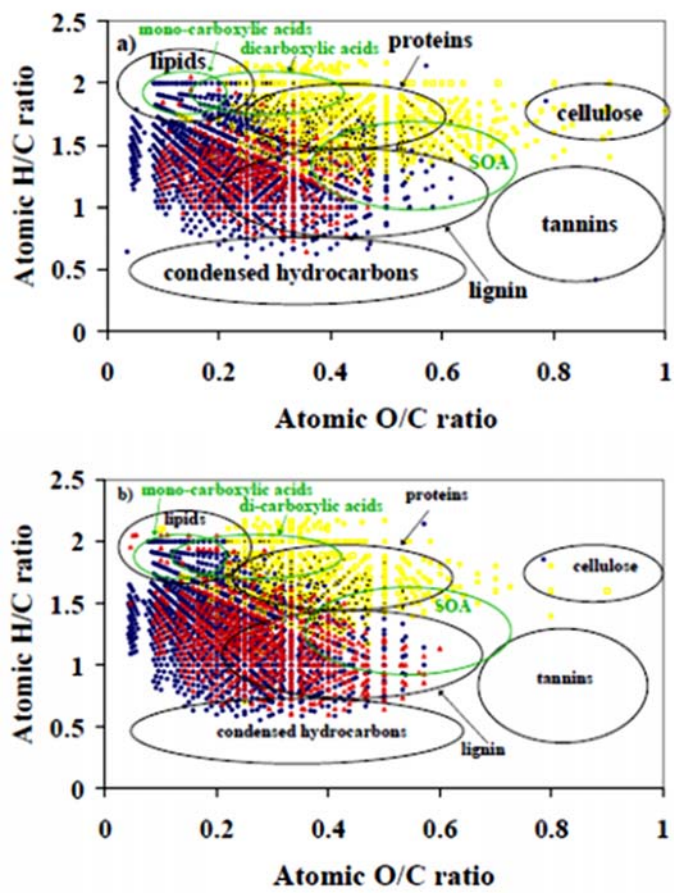 a)
mono-carboxylic acids
dicarboxylic acids
proteins
lipids
cellulose
SOA
tannins
condensed hydrocarbons
lignin
2.5
2
1.5
1
0.5
0
Atomic H/C ratio
0 0.2 0.4 0.6 0.8 1
Atomic O/C ratio
b)
mono-carboxylic acids
di-carboxylic acids
proteins
lipids
cellulose
SOA
tannins
condensed hydrocarbons
lignin
2.5
2
1.5
1
0.5
0
Atomic H/C ratio
0 0.2 0.4 0.6 0.8 1
Atomic O/C ratio